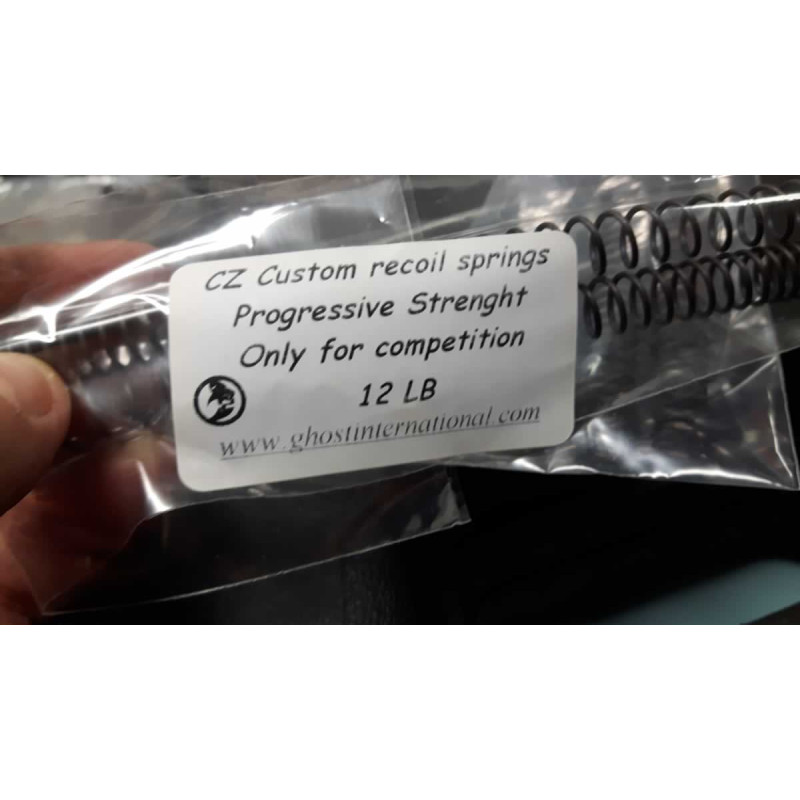 CZ Custom recoil springs
Progressive Strenght
Only for competition
12 LB
www.ghostinternational.com